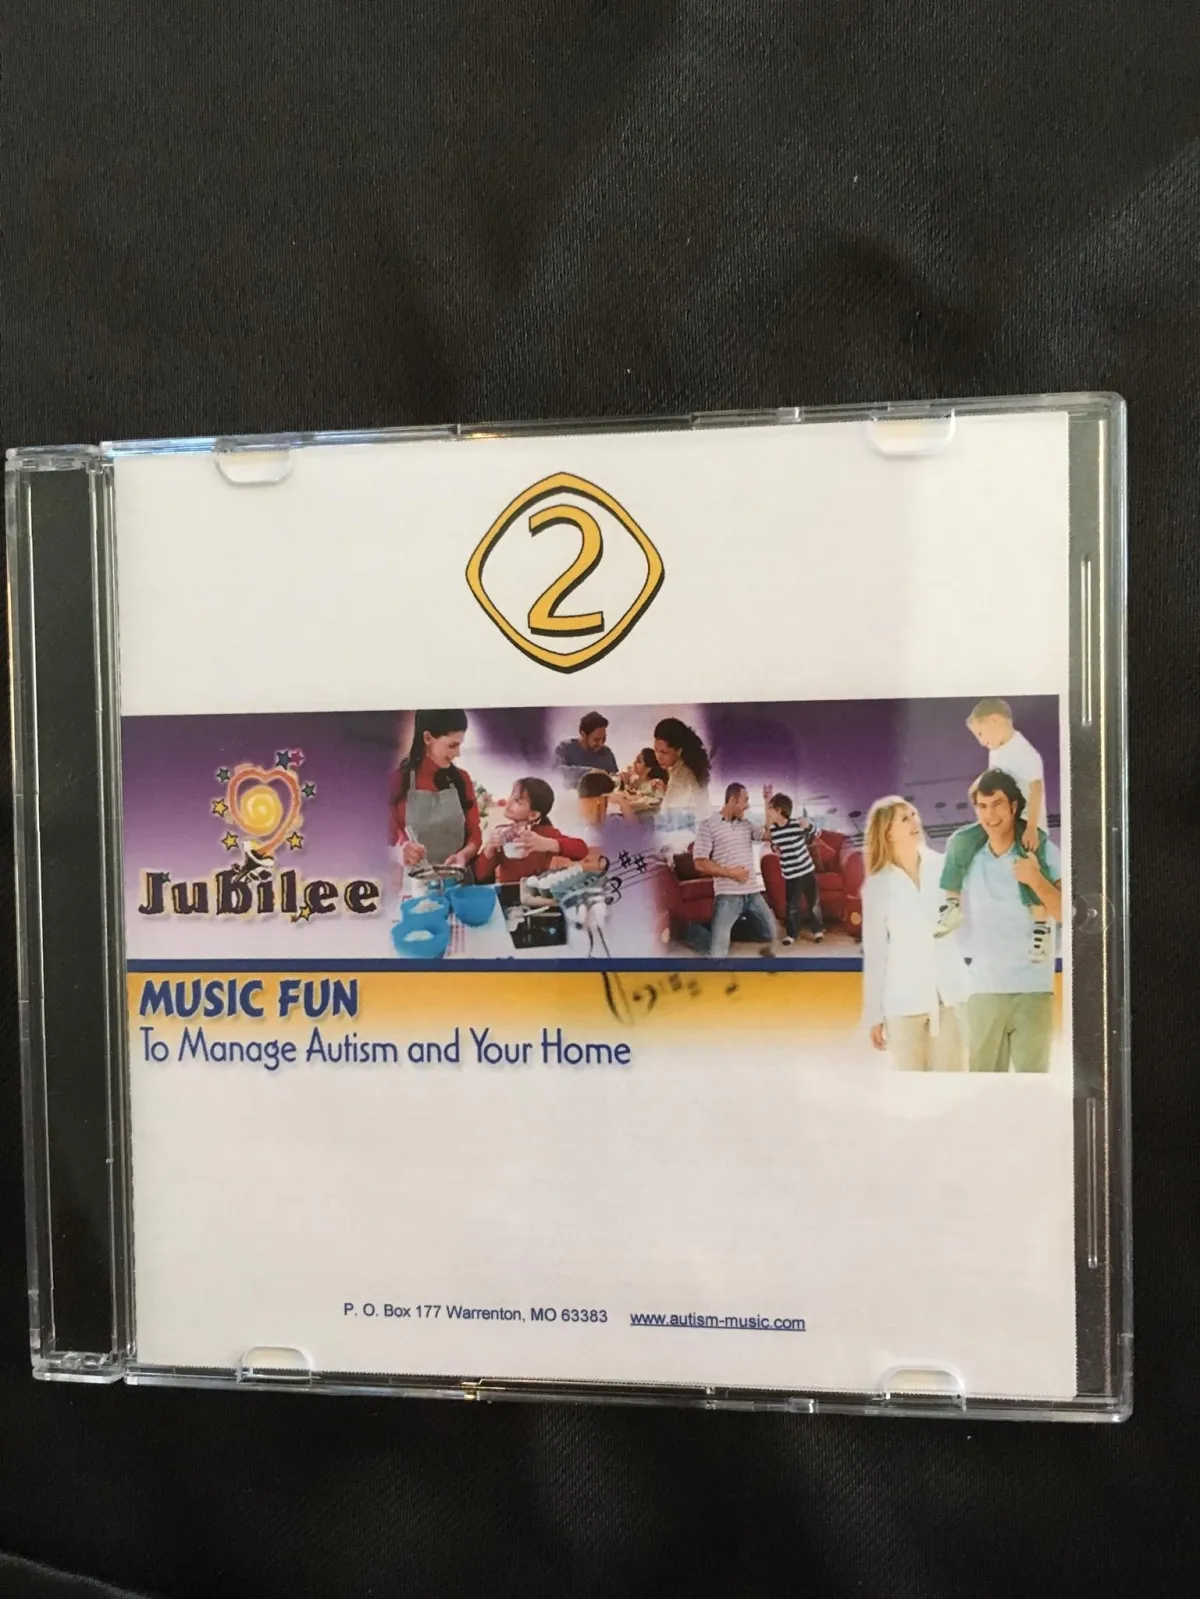 2
Jubilee
MUSIC FUN
To Manage Autism and Your Home
P. O. Box 177 Warrenton, MO 63383 www.autism-music.com